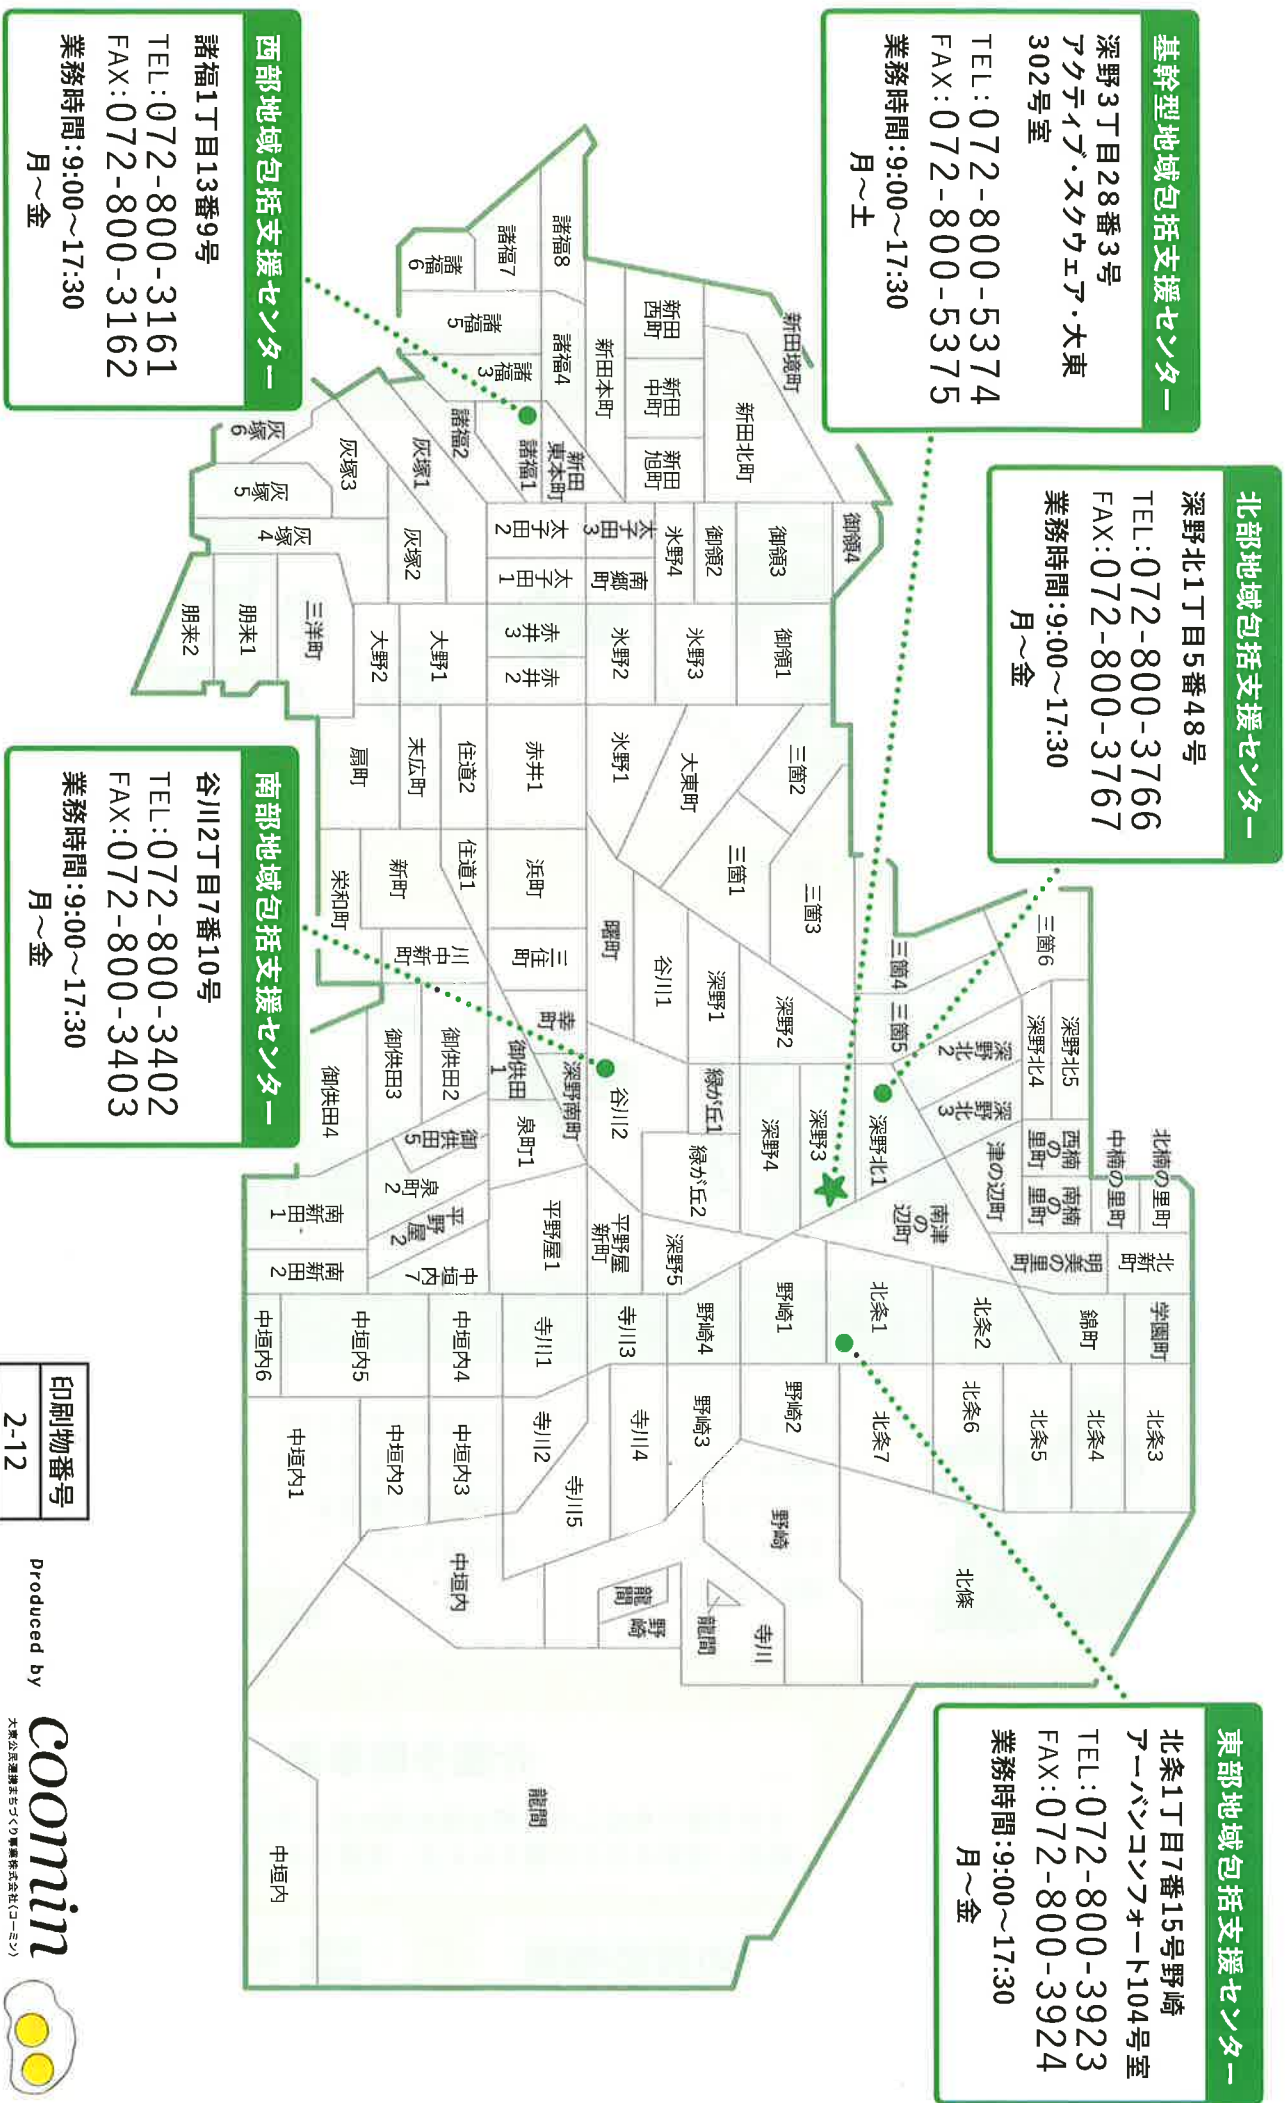 基幹型地域包括支援センター
深野3丁目28番3号
アクティブ・スクウェア・大東
302号室
TEL:072-800-5374
FAX:072-800-5375
業務時間:9:00〜17:30
月〜土
北部地域包括支援センター
深野北1丁目5番48号
TEL:072-800-3766
FAX:072-800-3767
業務時間:9:00〜17:30
月〜金
東部地域包括支援センター
北条1丁目7番15号野崎
アーバンコンフォート104号室
TEL:072-800-3923
FAX:072-800-3924
業務時間:9:00〜17:30
月〜金
西部地域包括支援センター
諸福1丁目13番9号
TEL:072-800-3161
FAX:072-800-3162
業務時間:9:00〜17:30
月〜金
南部地域包括支援センター
谷川2丁目7番10号
TEL:072-800-3402
FAX:072-800-3403
業務時間:9:00〜17:30
月〜金
北楠の里町
中楠の里町
西楠の里町
南楠の里町
北新町
明美の里町
学園町
錦町
三箇6
深野北5
深野北4
深野北2
深野北3
津の辺町
南津の辺町
三箇4
三箇5
深野北1
北条1
北条2
北条3
北条4
北条5
北条6
北条7
北條
新田境町
新田北町
新田西町
新田中町
新田旭町
新田本町
新田東本町
御領4
御領3
御領2
御領1
氷野4
氷野3
氷野2
氷野1
三箇2
三箇1
三箇3
大東町
深野2
深野1
深野3
深野4
深野5
谷川1
谷川2
緑が丘1
緑が丘2
曙町
野崎1
野崎2
野崎3
野崎4
野崎
寺川
龍間
龍間
野崎
諸福8
諸福7
諸福6
諸福5
諸福4
諸福3
諸福2
諸福1
太子田3
太子田2
太子田1
南郷町
赤井3
赤井2
赤井1
浜町
三住町
幸町
深野南町
御供田1
泉町1
平野屋新町
平野屋1
寺川3
寺川1
寺川4
寺川2
寺川5
灰塚1
灰塚2
灰塚3
灰塚4
灰塚5
灰塚6
大野1
大野2
住道2
住道1
末広町
扇町
新町
栄和町
川中新町
御供田2
御供田3
御供田4
御供田5
泉町2
平野屋2
中垣内7
南新田1
南新田2
中垣内4
中垣内5
中垣内6
中垣内3
中垣内2
中垣内1
中垣内
三洋町
朋来1
朋来2
龍間
中垣内
印刷物番号
2-12
Produced by
coomin
大東公民連携まちづくり事業株式会社(コーミン)